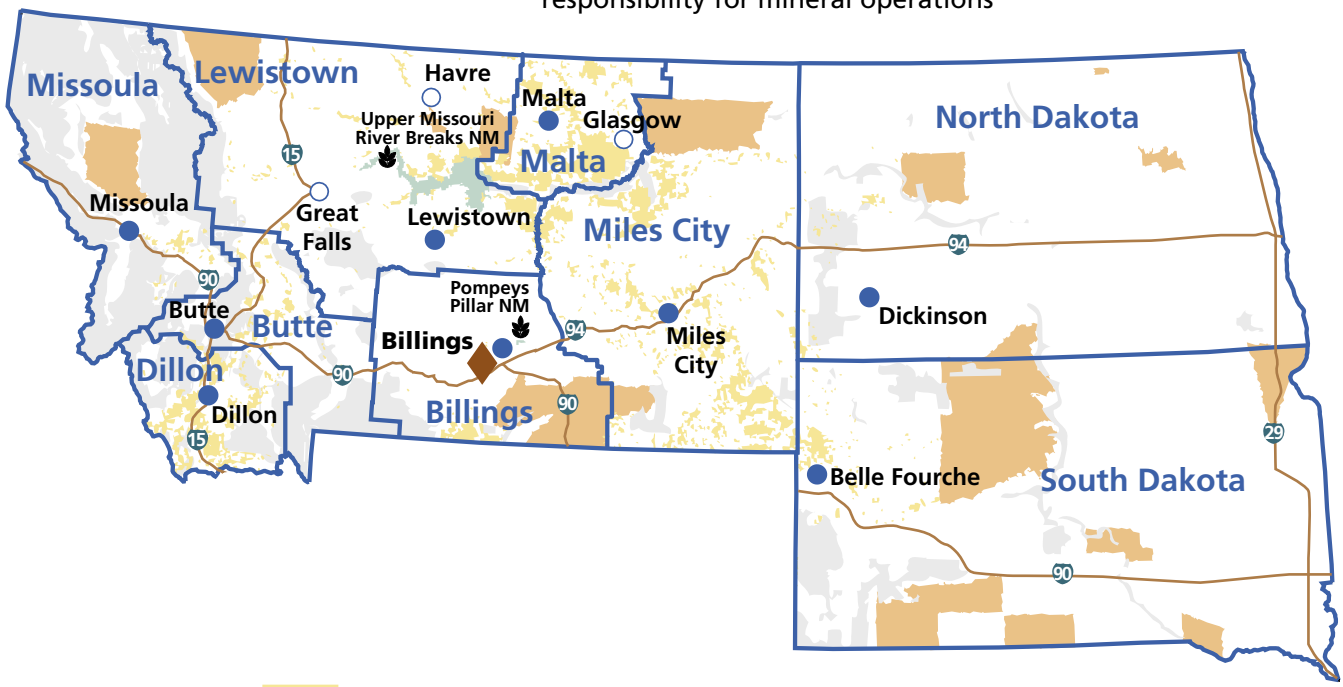 responsibility for mineral operations
Missoula
Lewistown
Havre
Malta
Glasgow
Upper Missouri
River Breaks NM
Malta
North Dakota
15
Missoula
Great
Falls
Lewistown
Miles City
94
90
Pompeys
Pillar NM
Butte
Butte
Billings
94
Miles
City
Dickinson
Dillon
90
Dillon
Billings
90
15
29
Belle Fourche
South Dakota
90